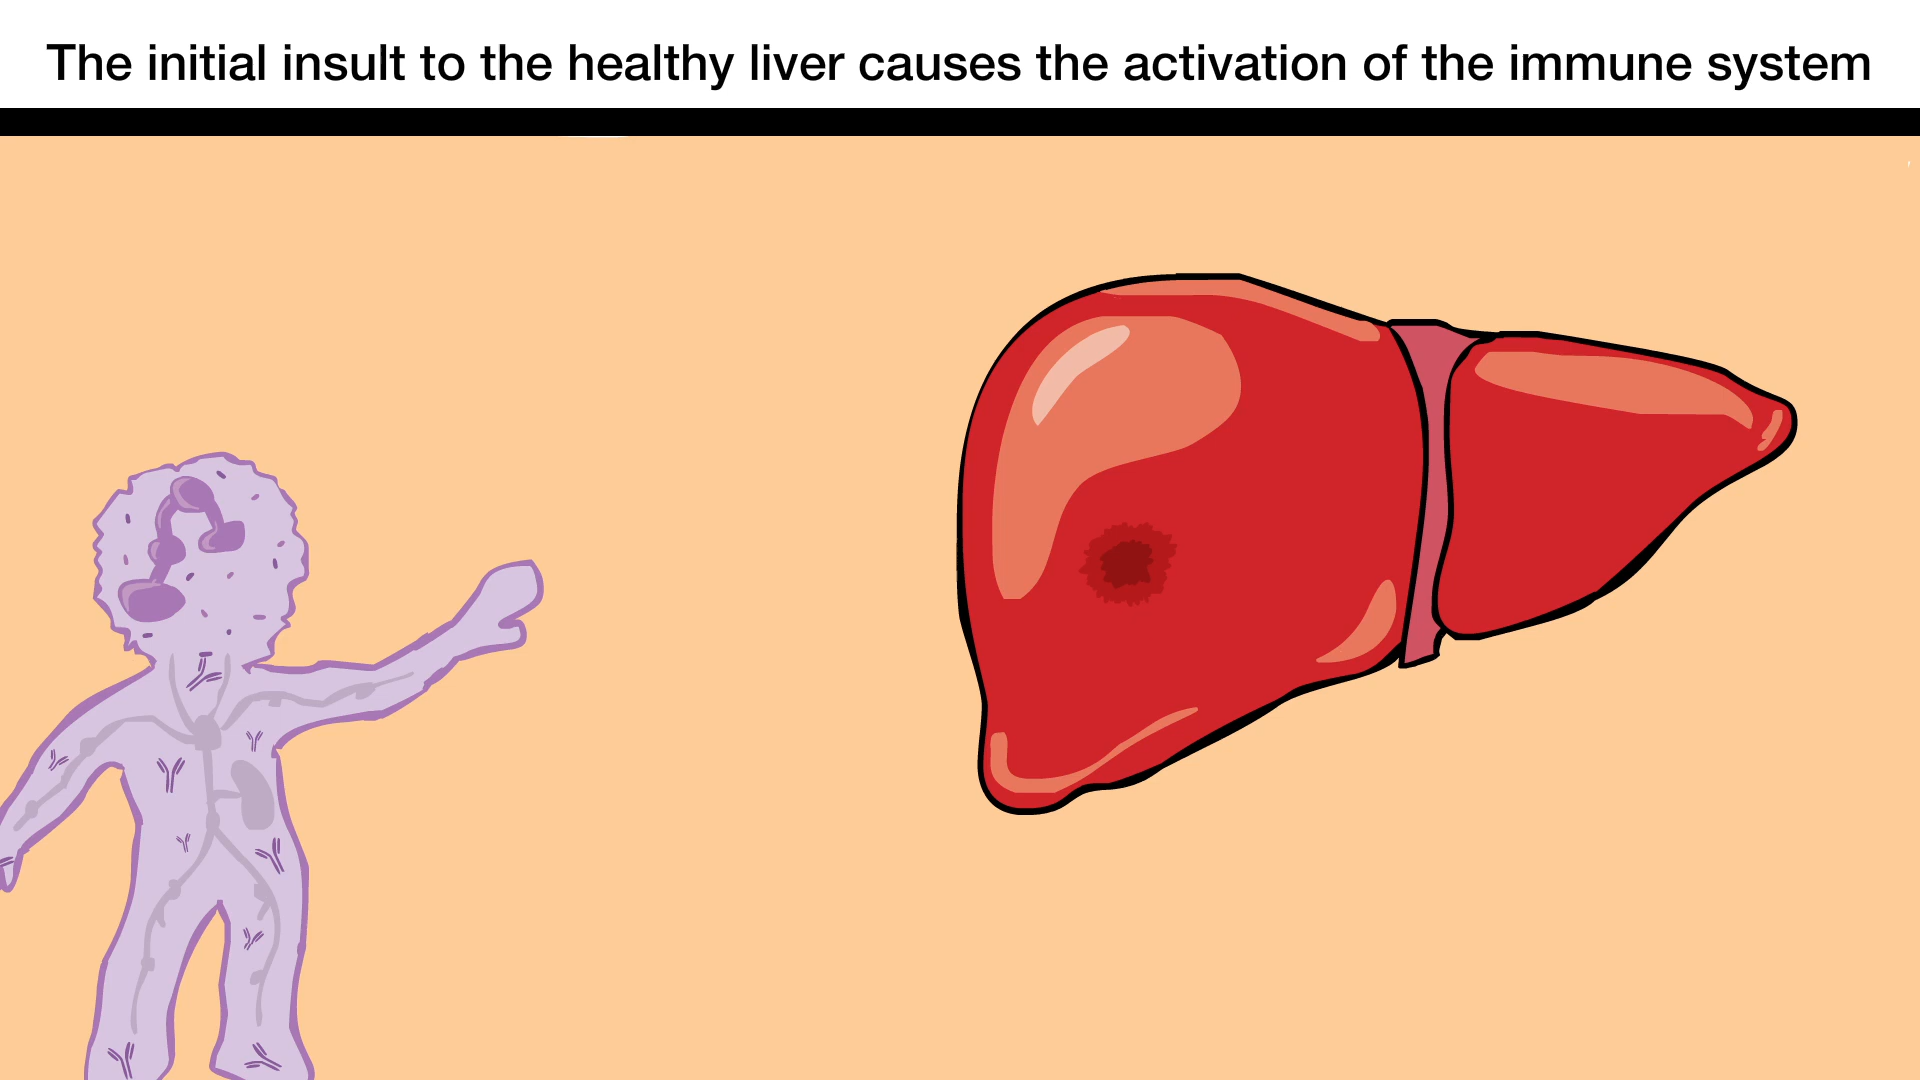 The initial insult to the healthy liver causes the activation of the immune system